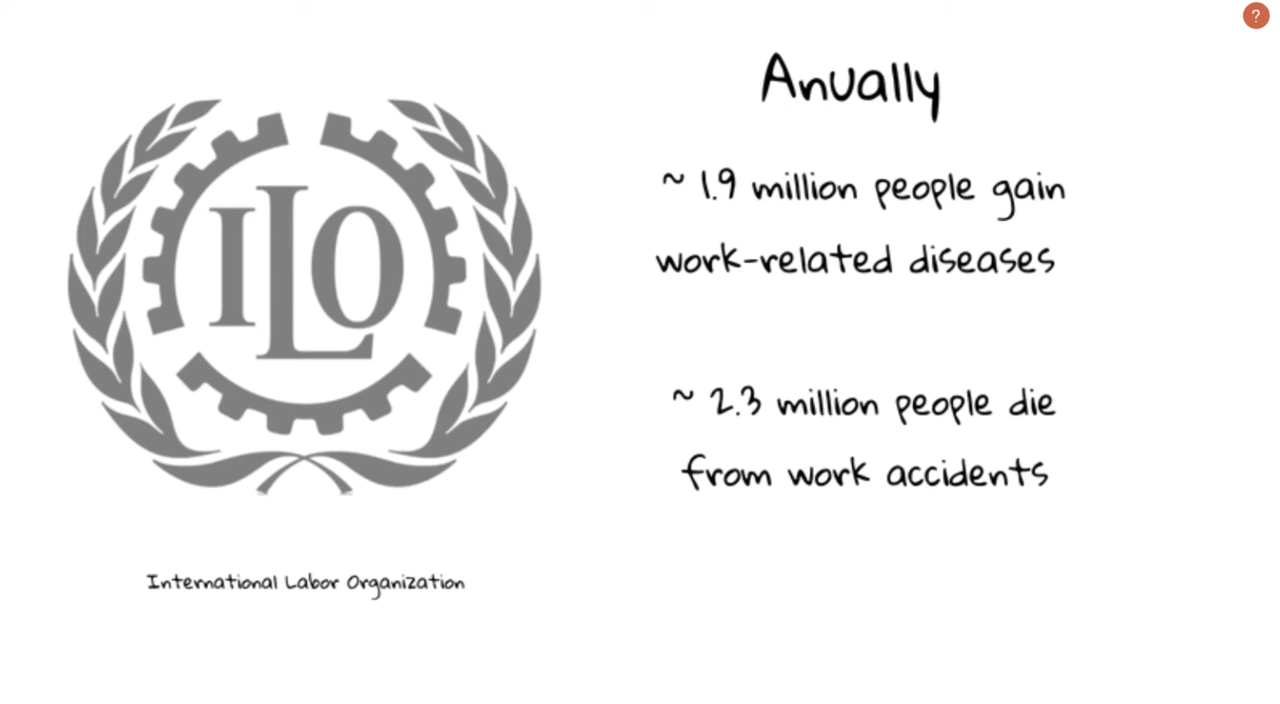 ?
Anually
~ 1.9 million people gain
work-related diseases
~ 2.3 million people die
from work accidents
ILO
International Labor Organization